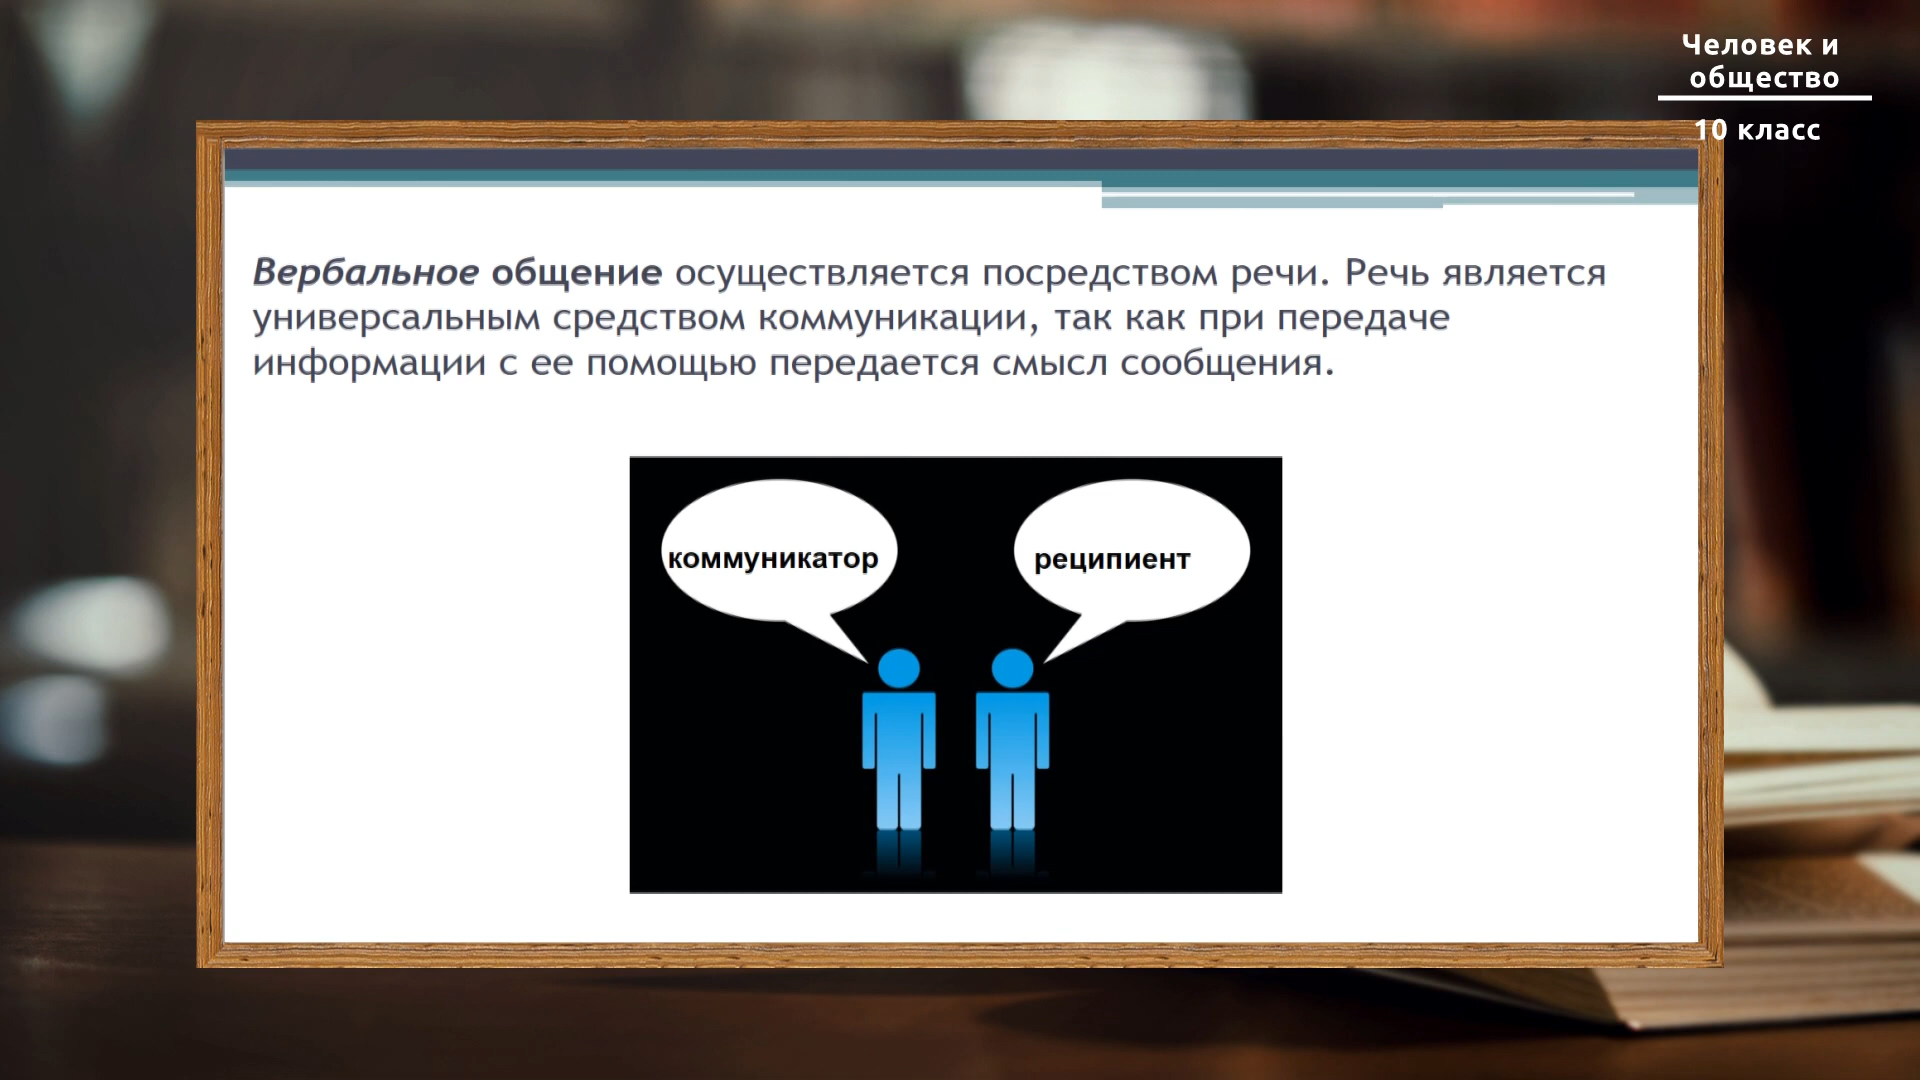 Человек и
общество
10 класс
Вербальное общение осуществляется посредством речи. Речь является
универсальным средством коммуникации, так как при передаче
информации с ее помощью передается смысл сообщения.
коммуникатор
реципиент